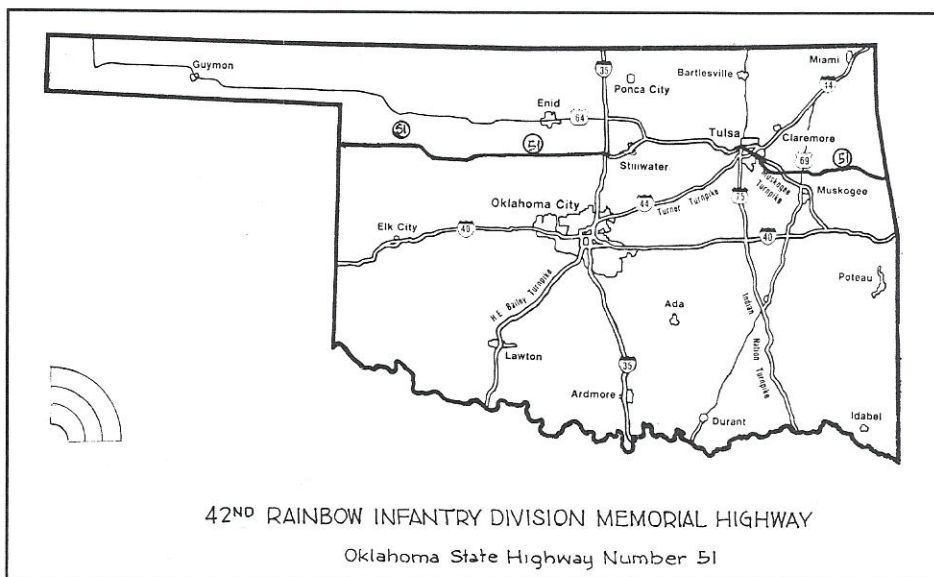 Guymon
35
Ponca City
Bartlesville
Miami
44
Enid
64
Claremore
Tulsa
51
51
Stillwater
69
51
Muskogee Turnpike
Muskogee
75
Oklahoma City
44
Turner Turnpike
Elk City
40
40
Poteau
H E Bailey Turnpike
Ada
Indian Nation Turnpike
Lawton
35
Ardmore
Durant
Idabel
42ND RAINBOW INFANTRY DIVISION MEMORIAL HIGHWAY
Oklahoma State Highway Number 51